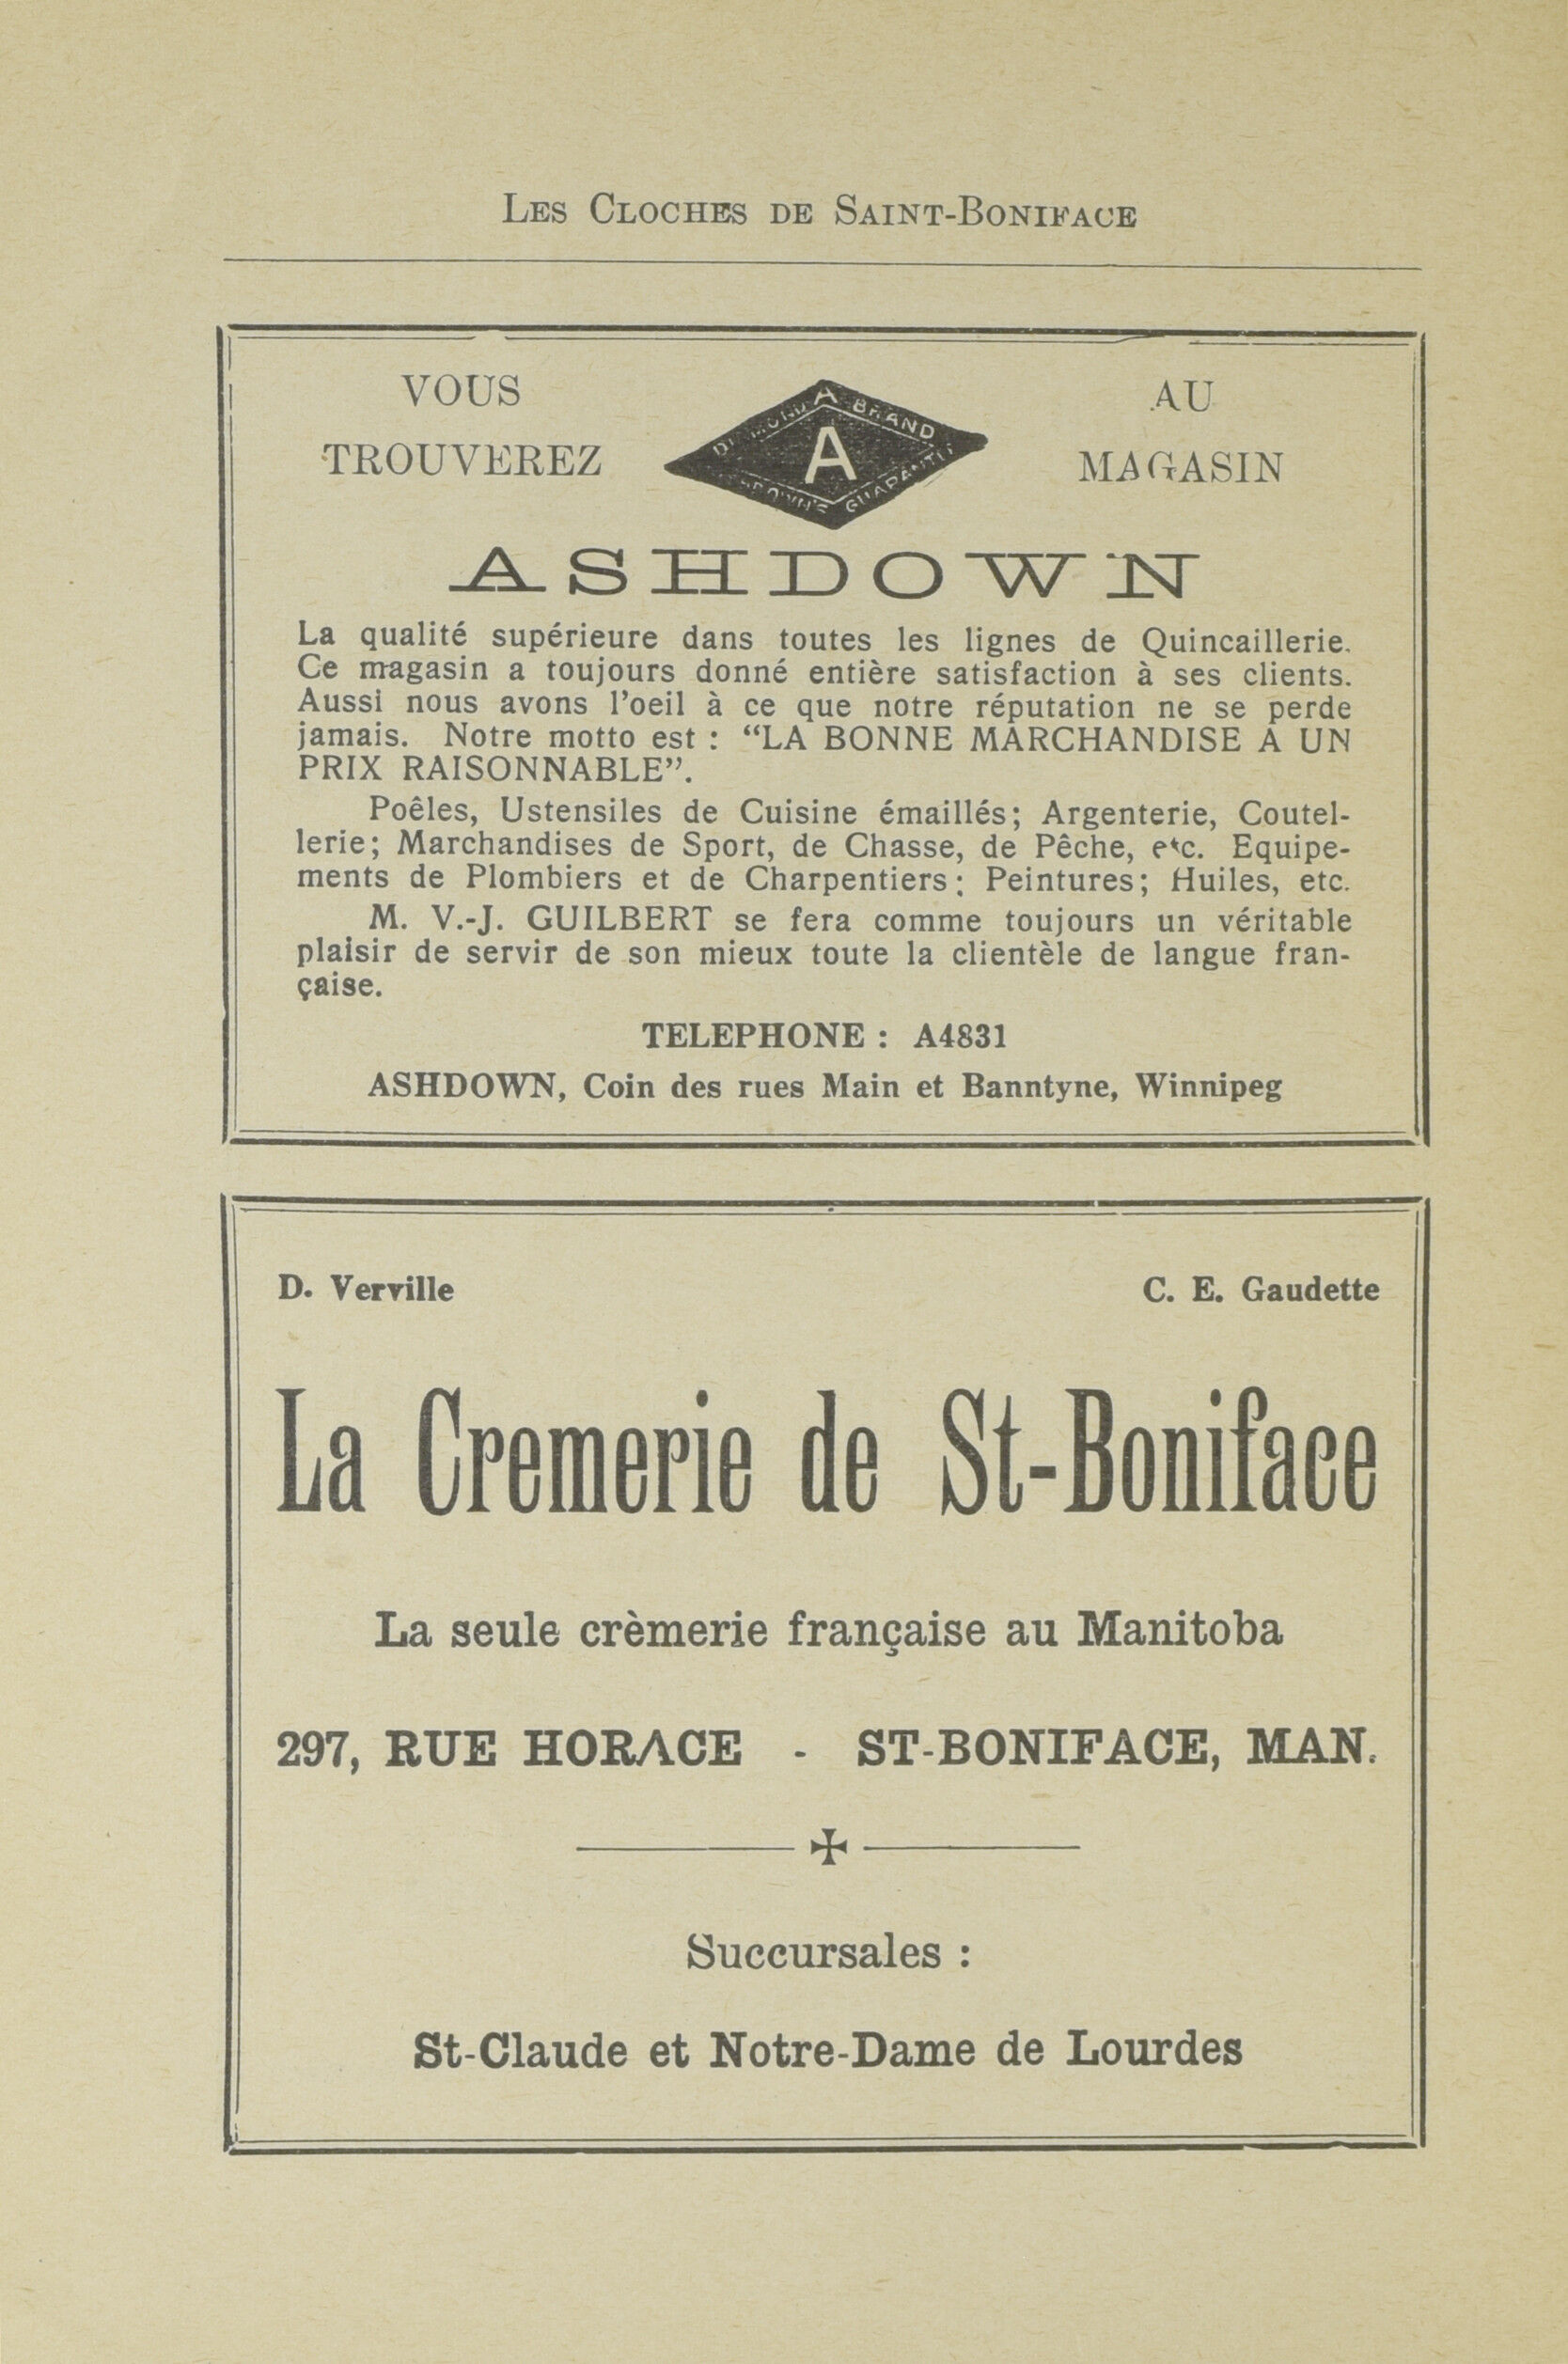 LES CLOCHES DE SAINT-BONIFACE
VOUS
TROUVEREZ
DIAMOND A BRAND
A
GUARANTEE
AU
MAGASIN
ASHDOWN
La qualité supérieure dans toutes les lignes de Quincaillerie.
Ce magasin a toujours donné entière satisfaction à ses clients.
Aussi nous avons l'oeil à ce que notre réputation ne se perde
jamais. Notre motto est : “LA BONNE MARCHANDISE A UN
PRIX RAISONNABLE”.
Poêles, Ustensiles de Cuisine émaillés; Argenterie, Coutel-
lerie; Marchandises de Sport, de Chasse, de Pêche, etc. Equipe-
ments de Plombiers et de Charpentiers; Peintures; Huiles, etc.
M. V.-J. GUILBERT se fera comme toujours un véritable
plaisir de servir de son mieux toute la clientèle de langue fran-
çaise.
TELEPHONE : A4831
ASHDOWN, Coin des rues Main et Banntyne, Winnipeg
D. Verville C. E. Gaudette
La Cremerie de St-Boniface
La seule crèmerie française au Manitoba
297, RUE HORACE - ST-BONIFACE, MAN.
Succursales :
St-Claude et Notre-Dame de Lourdes